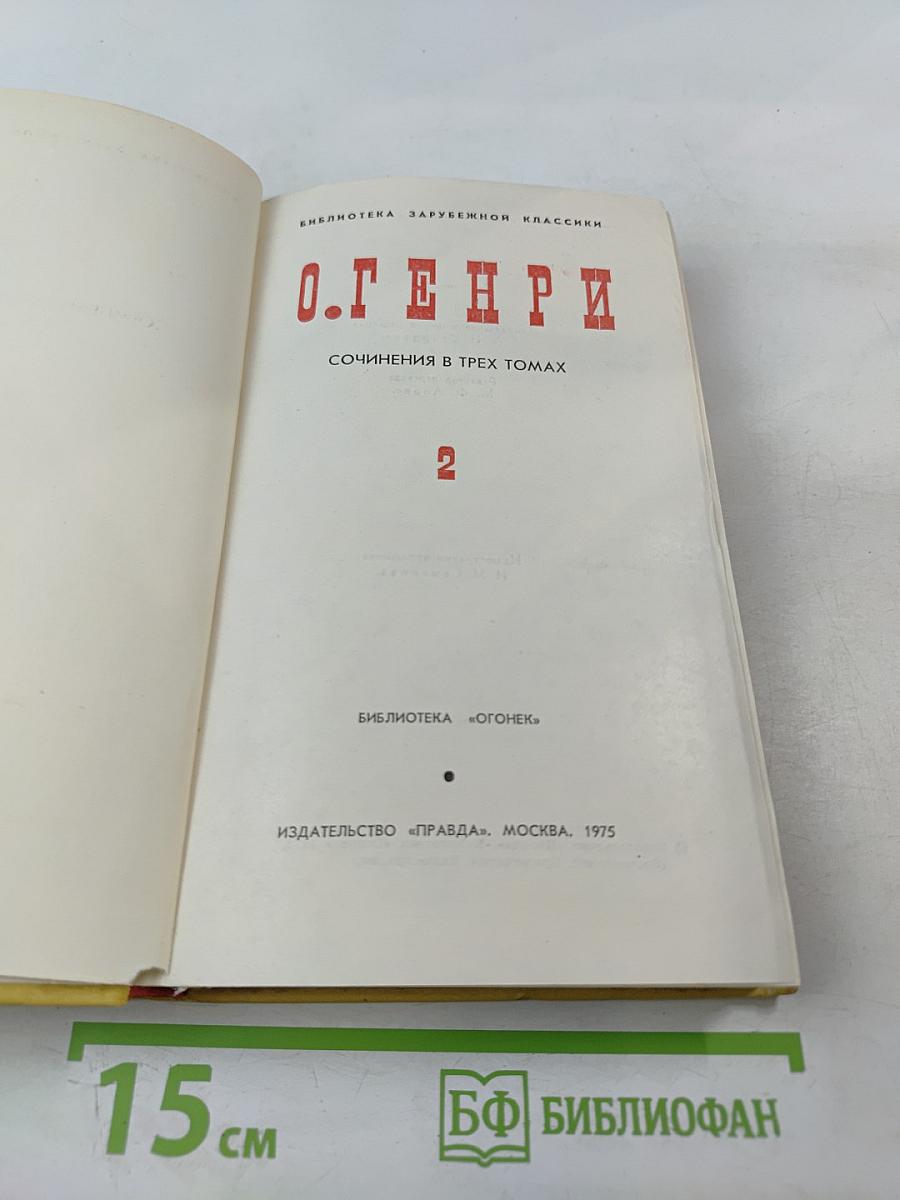 БИБЛИОТЕКА ЗАРУБЕЖНОЙ КЛАССИКИ
О. ГЕНРИ
СОЧИНЕНИЯ В ТРЕХ ТОМАХ
2
БИБЛИОТЕКА «ОГОНЕК»
ИЗДАТЕЛЬСТВО «ПРАВДА». МОСКВА. 1975
15 см
БФ БИБЛИОФАН